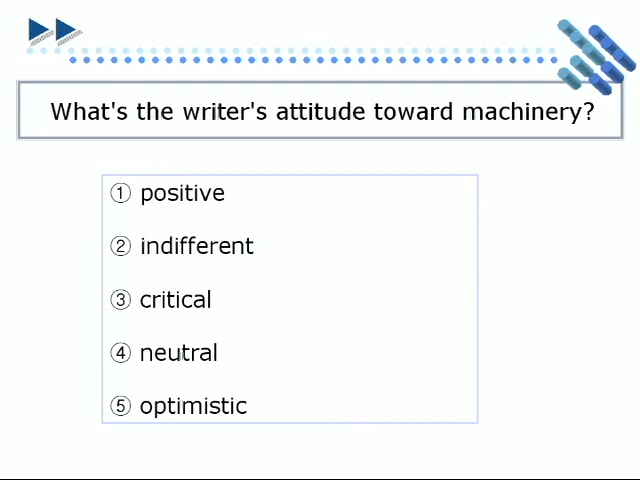 What's the writer's attitude toward machinery?
① positive
② indifferent
③ critical
④ neutral
⑤ optimistic